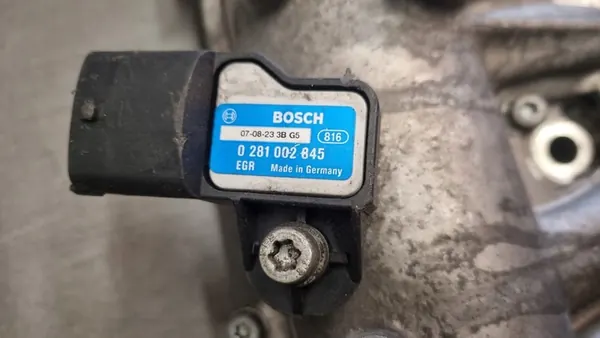 BOSCH
07-08-23 3B G5
816
0 281 002 845
EGR Made in Germany